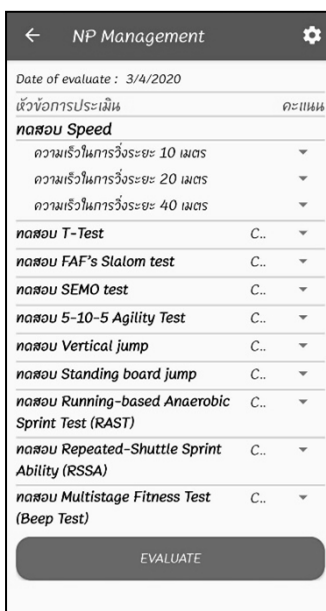 NP Management
Date of evaluate : 3/4/2020
หัวข้อการประเมิน คะแนน
ทดสอบ Speed
ความเร็วในการวิ่งระยะ 10 เมตร
ความเร็วในการวิ่งระยะ 20 เมตร
ความเร็วในการวิ่งระยะ 40 เมตร
ทดสอบ T-Test C..
ทดสอบ FAF's Slalom test C..
ทดสอบ SEMO test C..
ทดสอบ 5-10-5 Agility Test C..
ทดสอบ Vertical jump C..
ทดสอบ Standing board jump C..
ทดสอบ Running-based Anaerobic C..
Sprint Test (RAST)
ทดสอบ Repeated-Shuttle Sprint C..
Ability (RSSA)
ทดสอบ Multistage Fitness Test C..
(Beep Test)
EVALUATE